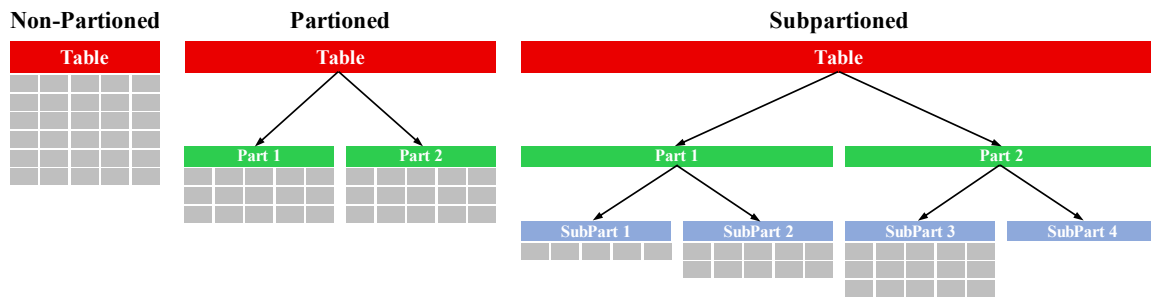 Non-Partioned
Partioned
Subpartioned
Table
Table
Table
Part 1
Part 2
Part 1
Part 2
SubPart 1
SubPart 2
SubPart 3
SubPart 4